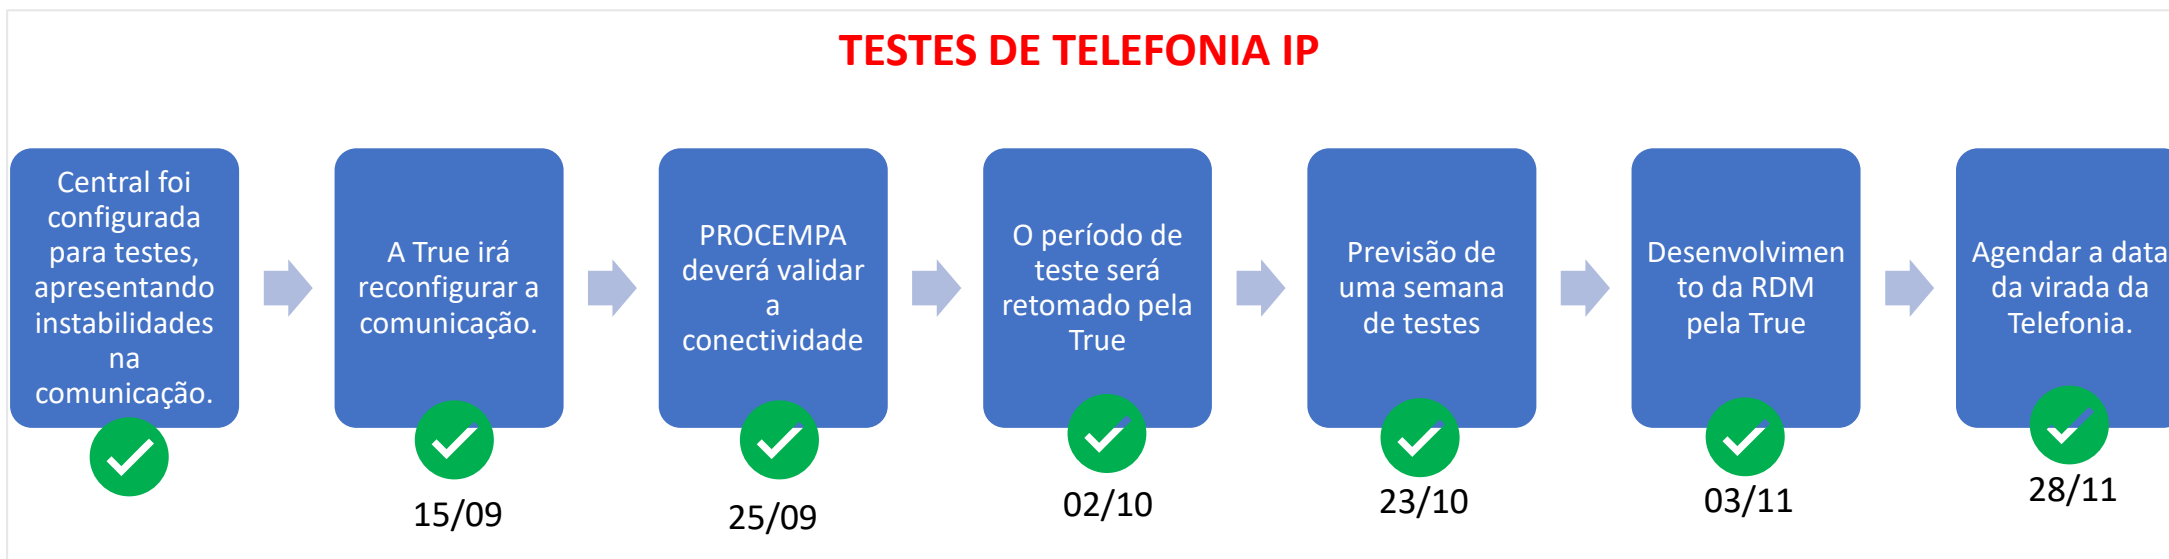 TESTES DE TELEFONIA IP
Central foi
configurada
para testes,
apresentando
instabilidades
na
comunicação.
A True irá
reconfigurar a
comunicação.
15/09
PROCEMPA
deverá validar
a
conectividade
25/09
O período de
teste será
retomado pela
True
02/10
Previsão de
uma semana
de testes
23/10
Desenvolvimen
to da RDM
pela True
03/11
Agendar a data
da virada da
Telefonia.
28/11